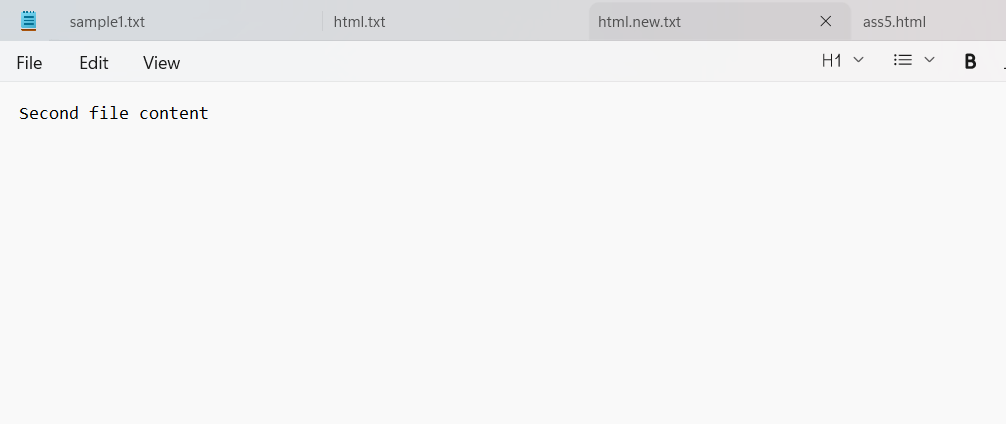 sample1.txt html.txt html.new.txt ass5.html
File Edit View H1 B
Second file content